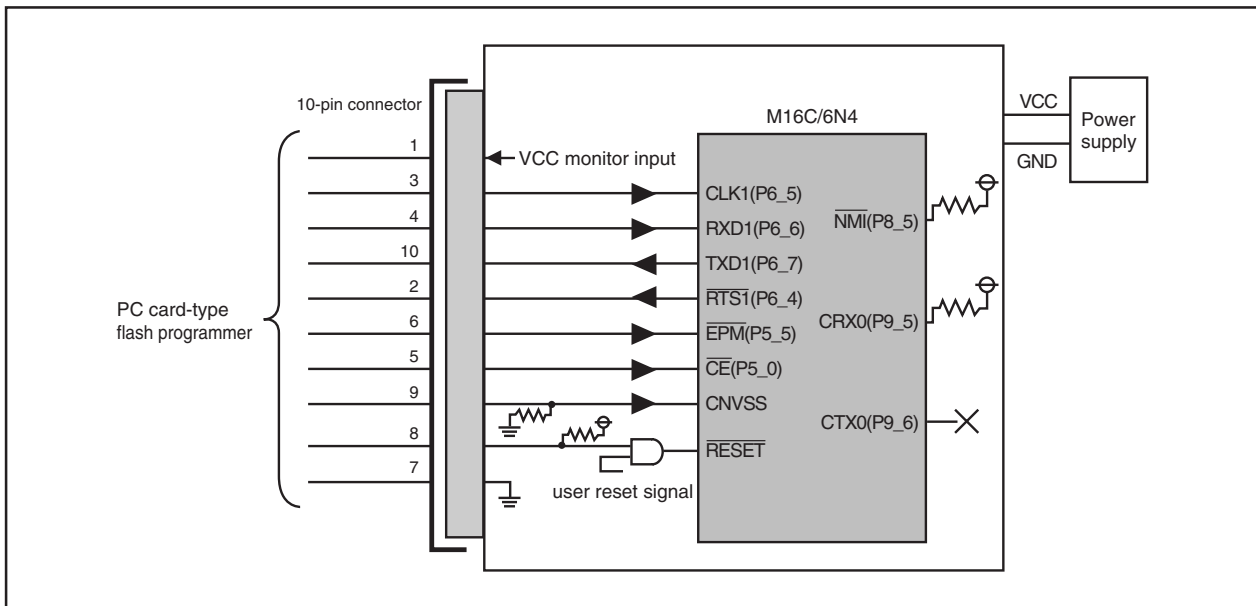 10-pin connector
M16C/6N4
VCC
Power
supply
GND
1
VCC monitor input
3
CLK1(P6_5)
NMI(P8_5)
4
RXD1(P6_6)
10
TXD1(P6_7)
PC card-type
flash programmer
2
RTS1(P6_4)
CRX0(P9_5)
6
EPM(P5_5)
5
CE(P5_0)
9
CNVSS
CTX0(P9_6)
8
RESET
7
user reset signal